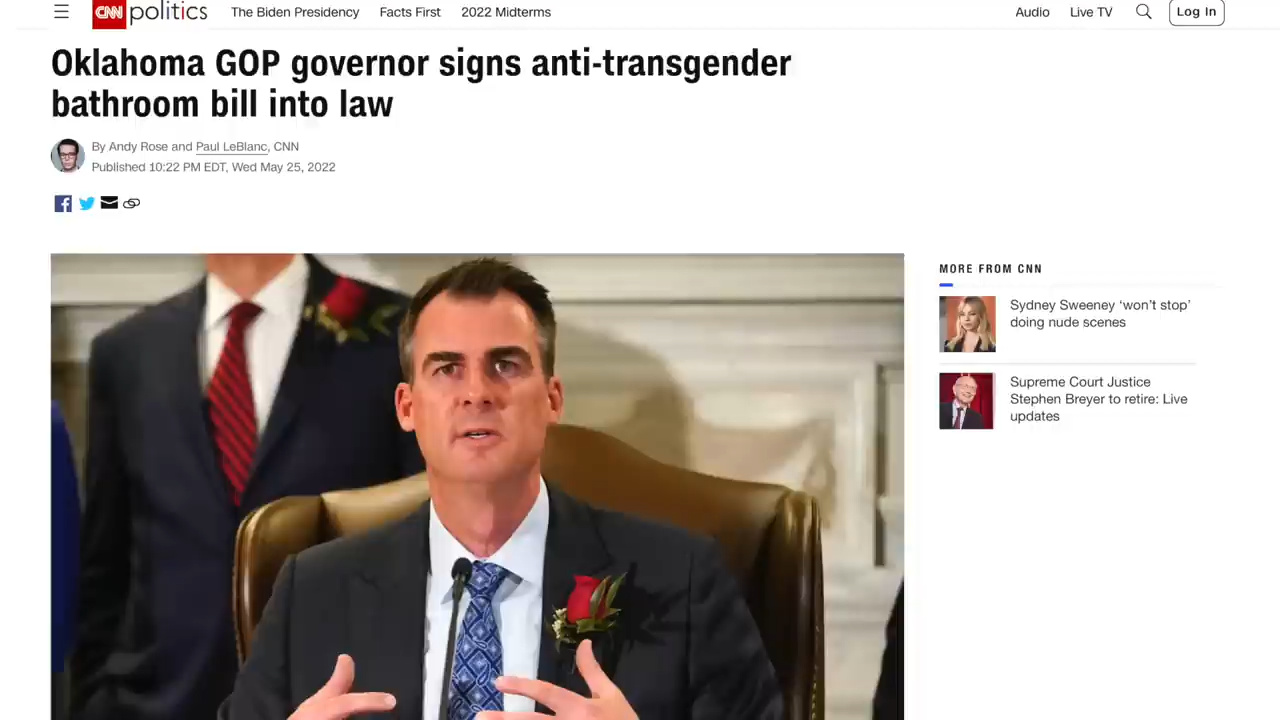 CNN politics
The Biden Presidency
Facts First
2022 Midterms
Audio
Live TV
Log In
Oklahoma GOP governor signs anti-transgender
bathroom bill into law
By Andy Rose and Paul LeBlanc, CNN
Published 10:22 PM EDT, Wed May 25, 2022
MORE FROM CNN
Sydney Sweeney ‘won’t stop’
doing nude scenes
Supreme Court Justice
Stephen Breyer to retire: Live
updates